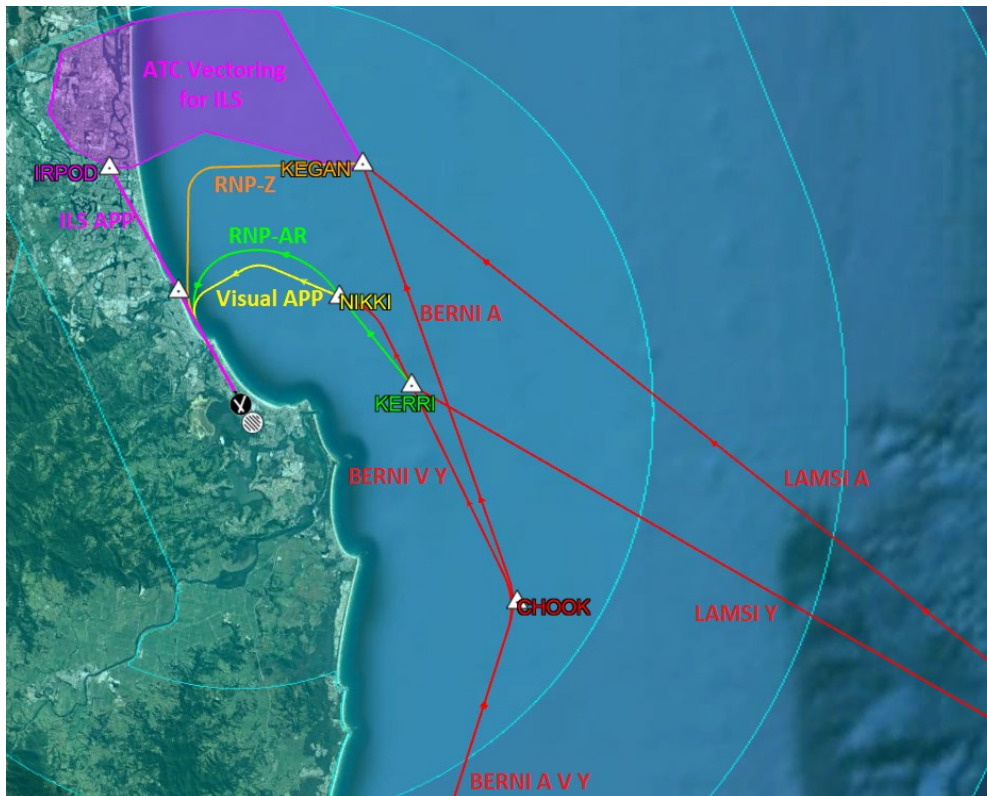 ATC Vectoring
for ILS
IRPOD
KEGAN
RNP-Z
ILS APP
RNP-AR
Visual APP
NIKKI
BERNI A
KERRI
BERNI V Y
LAMSI A
CHOOK
LAMSI Y
BERNI A V Y